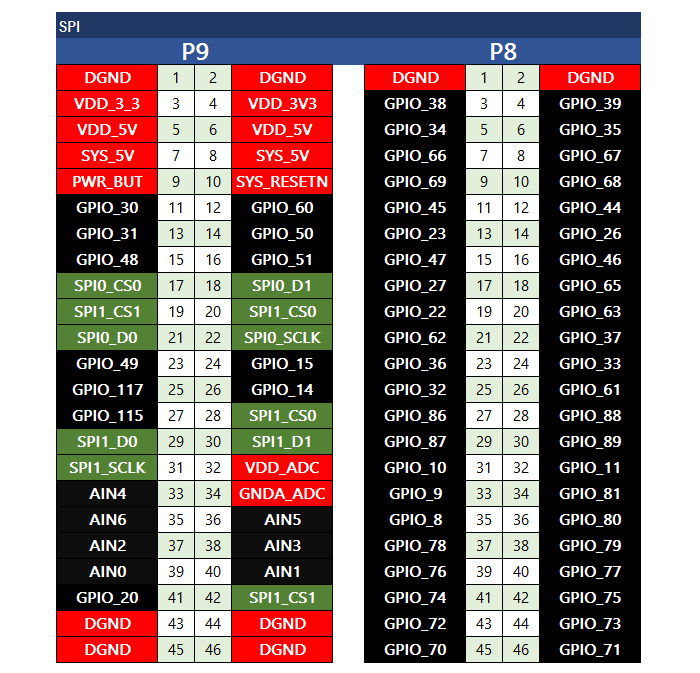 SPI
P9 P8
DGND 1 2 DGND DGND 1 2 DGND
VDD_3_3 3 4 VDD_3V3 GPIO_38 3 4 GPIO_39
VDD_5V 5 6 VDD_5V GPIO_34 5 6 GPIO_35
SYS_5V 7 8 SYS_5V GPIO_66 7 8 GPIO_67
PWR_BUT 9 10 SYS_RESETN GPIO_69 9 10 GPIO_68
GPIO_30 11 12 GPIO_60 GPIO_45 11 12 GPIO_44
GPIO_31 13 14 GPIO_50 GPIO_23 13 14 GPIO_26
GPIO_48 15 16 GPIO_51 GPIO_47 15 16 GPIO_46
SPI0_CS0 17 18 SPI0_D1 GPIO_27 17 18 GPIO_65
SPI1_CS1 19 20 SPI1_CS0 GPIO_22 19 20 GPIO_63
SPI0_D0 21 22 SPI0_SCLK GPIO_62 21 22 GPIO_37
GPIO_49 23 24 GPIO_15 GPIO_36 23 24 GPIO_33
GPIO_117 25 26 GPIO_14 GPIO_32 25 26 GPIO_61
GPIO_115 27 28 SPI1_CS0 GPIO_86 27 28 GPIO_88
SPI1_D0 29 30 SPI1_D1 GPIO_87 29 30 GPIO_89
SPI1_SCLK 31 32 VDD_ADC GPIO_10 31 32 GPIO_11
AIN4 33 34 GNDA_ADC GPIO_9 33 34 GPIO_81
AIN6 35 36 AIN5 GPIO_8 35 36 GPIO_80
AIN2 37 38 AIN3 GPIO_78 37 38 GPIO_79
AIN0 39 40 AIN1 GPIO_76 39 40 GPIO_77
GPIO_20 41 42 SPI1_CS1 GPIO_74 41 42 GPIO_75
DGND 43 44 DGND GPIO_72 43 44 GPIO_73
DGND 45 46 DGND GPIO_70 45 46 GPIO_71